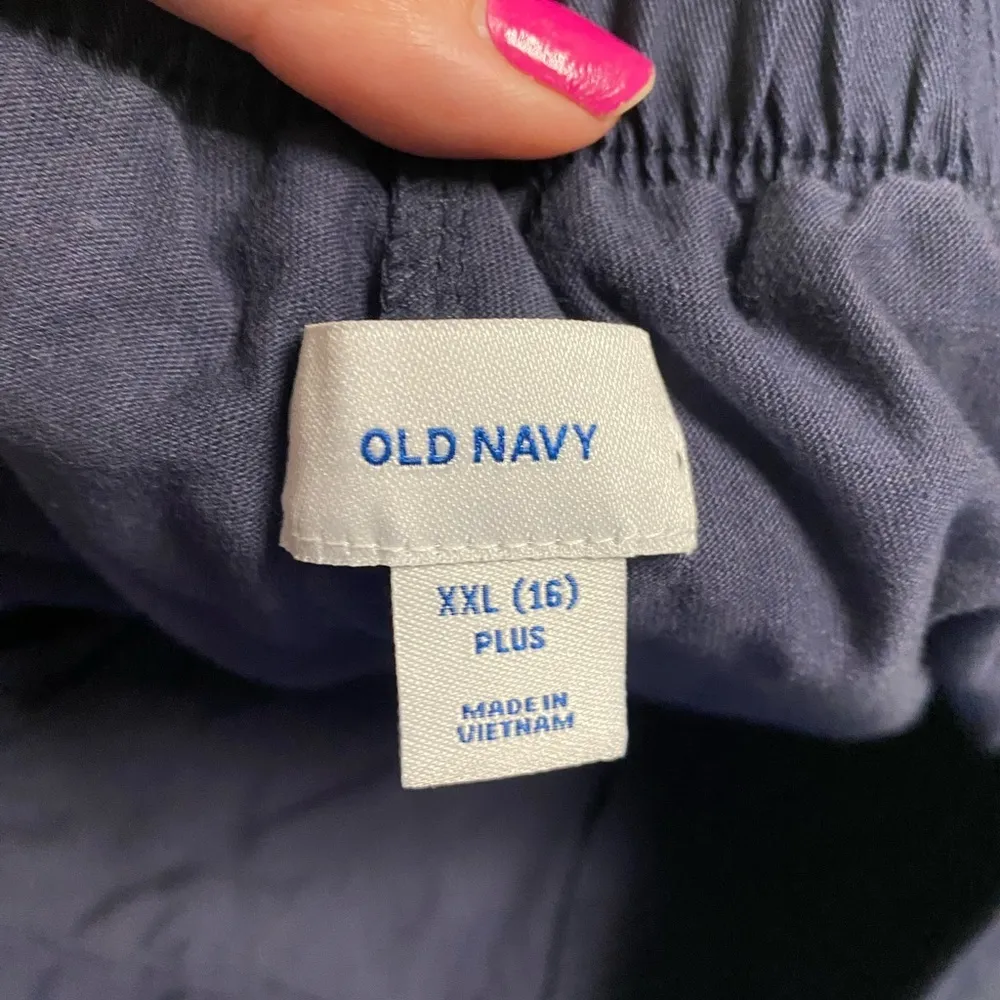 OLD NAVY
XXL (16)
PLUS
MADE IN
VIETNAM